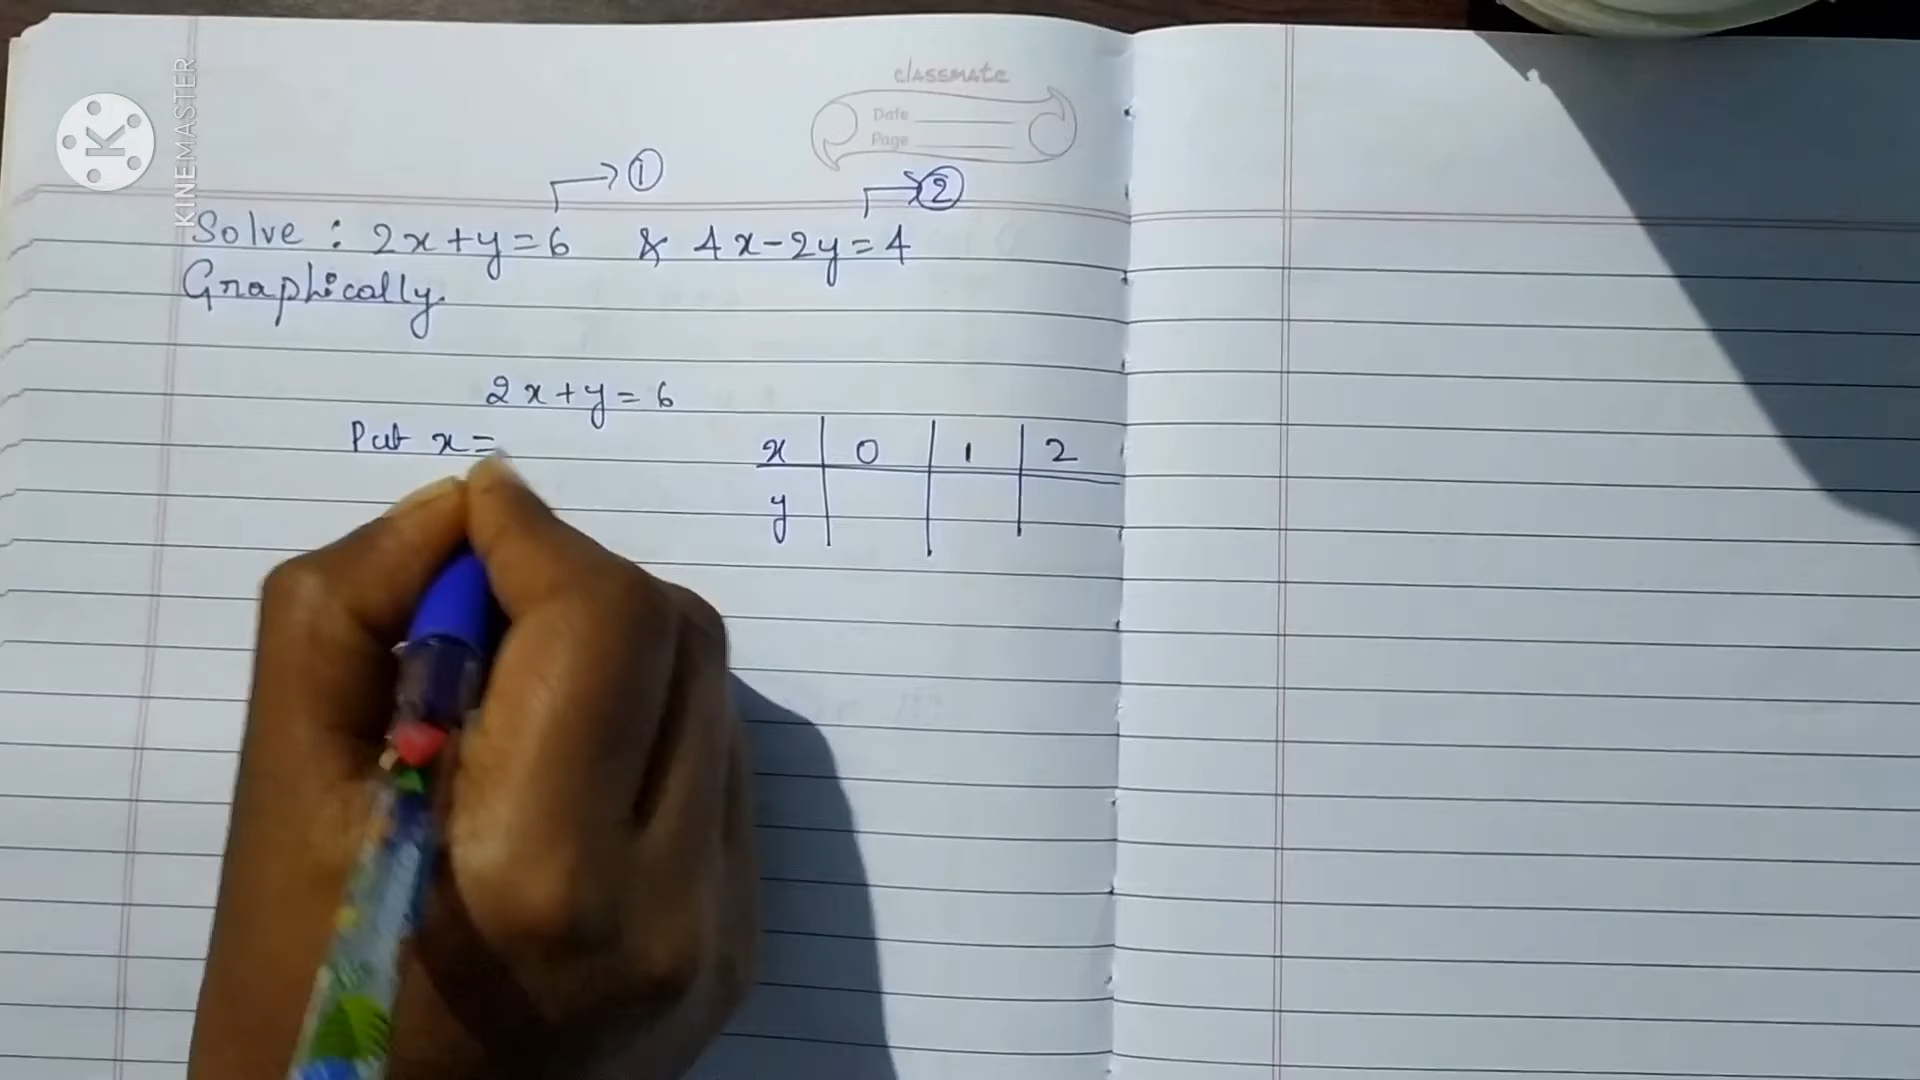 KINEMASTER
classmate
Date
Page
① ②
Solve : 2x+y=6 & 4x-2y=4
Graphically.
2x+y=6
Put x=
x 0 1 2
y